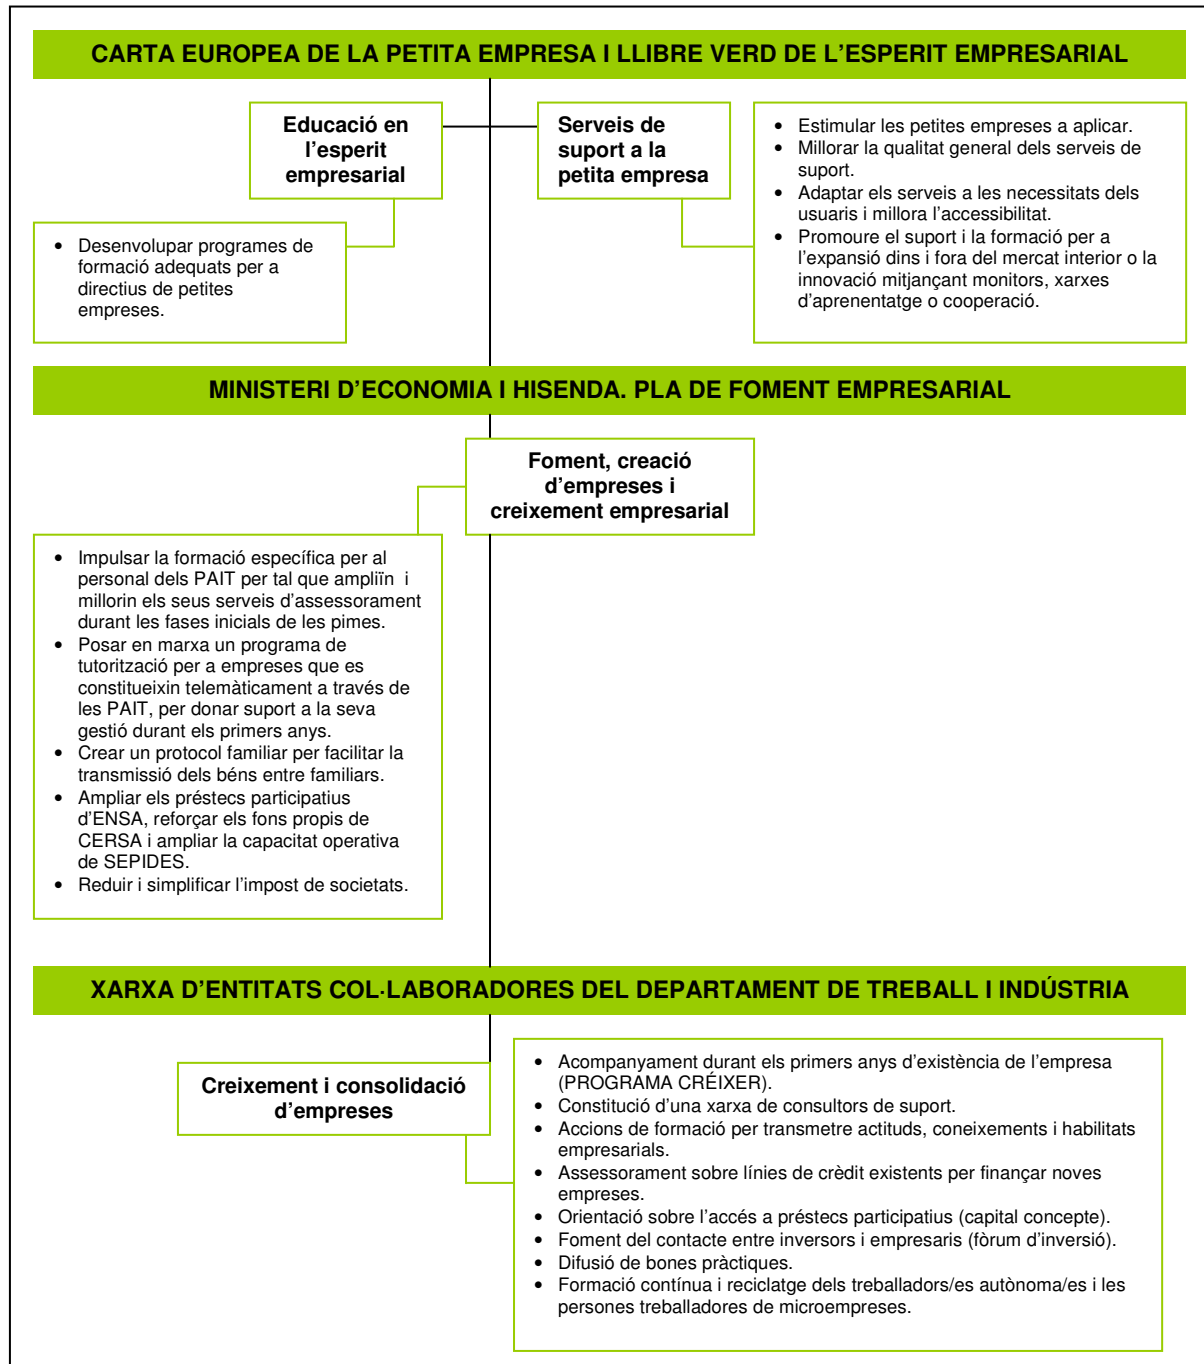 CARTA EUROPEA DE LA PETITA EMPRESA I LLIBRE VERD DE L’ESPERIT EMPRESARIAL
Educació en
l’esperit
empresarial
Serveis de
suport a la
petita empresa
• Estimular les petites empreses a aplicar.
• Millorar la qualitat general dels serveis de
suport.
• Adaptar els serveis a les necessitats dels
usuaris i millora l’accessibilitat.
• Promoure el suport i la formació per a
l’expansió dins i fora del mercat interior o la
innovació mitjançant monitors, xarxes
d’aprenentatge o cooperació.
• Desenvolupar programes de
formació adequats per a
directius de petites
empreses.
MINISTERI D’ECONOMIA I HISENDA. PLA DE FOMENT EMPRESARIAL
Foment, creació
d’empreses i
creixement empresarial
• Impulsar la formació específica per al
personal dels PAIT per tal que ampliïn i
millorin els seus serveis d’assessorament
durant les fases inicials de les pimes.
• Posar en marxa un programa de
tutorització per a empreses que es
constitueixin telemàticament a través de
les PAIT, per donar suport a la seva
gestió durant els primers anys.
• Crear un protocol familiar per facilitar la
transmissió dels béns entre familiars.
• Ampliar els préstecs participatius
d’ENSA, reforçar els fons propis de
CERSA i ampliar la capacitat operativa
de SEPIDES.
• Reduir i simplificar l’impost de societats.
XARXA D’ENTITATS COL·LABORADORES DEL DEPARTAMENT DE TREBALL I INDÚSTRIA
Creixement i consolidació
d’empreses
• Acompanyament durant els primers anys d’existència de l’empresa
(PROGRAMA CRÉIXER).
• Constitució d’una xarxa de consultors de suport.
• Accions de formació per transmetre actituds, coneixements i habilitats
empresarials.
• Assessorament sobre línies de crèdit existents per finançar noves
empreses.
• Orientació sobre l’accés a préstecs participatius (capital concepte).
• Foment del contacte entre inversors i empresaris (fòrum d’inversió).
• Difusió de bones pràctiques.
• Formació contínua i reciclatge dels treballadors/es autònoma/es i les
persones treballadores de microempreses.